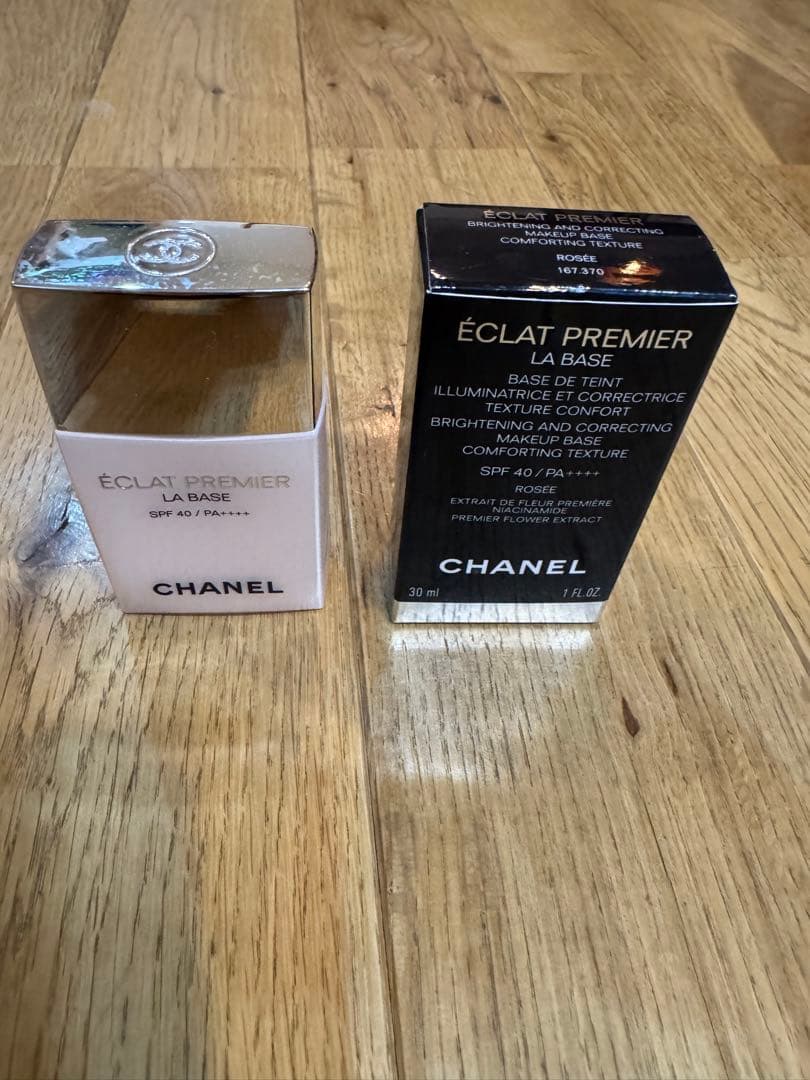 ÉCLAT PREMIER
LA BASE
SPF 40 / PA++++
CHANEL
ÉCLAT PREMIER
BRIGHTENING AND CORRECTING
MAKEUP BASE
COMFORTING TEXTURE
ROSÉE
167.370
ÉCLAT PREMIER
LA BASE
BASE DE TEINT
ILLUMINATRICE ET CORRECTRICE
TEXTURE CONFORT
BRIGHTENING AND CORRECTING
MAKEUP BASE
COMFORTING TEXTURE
SPF 40 / PA++++
ROSÉE
EXTRAIT DE FLEUR PREMIÈRE
NIACINAMIDE
PREMIER FLOWER EXTRACT
CHANEL
30 ml 1 FL.OZ.